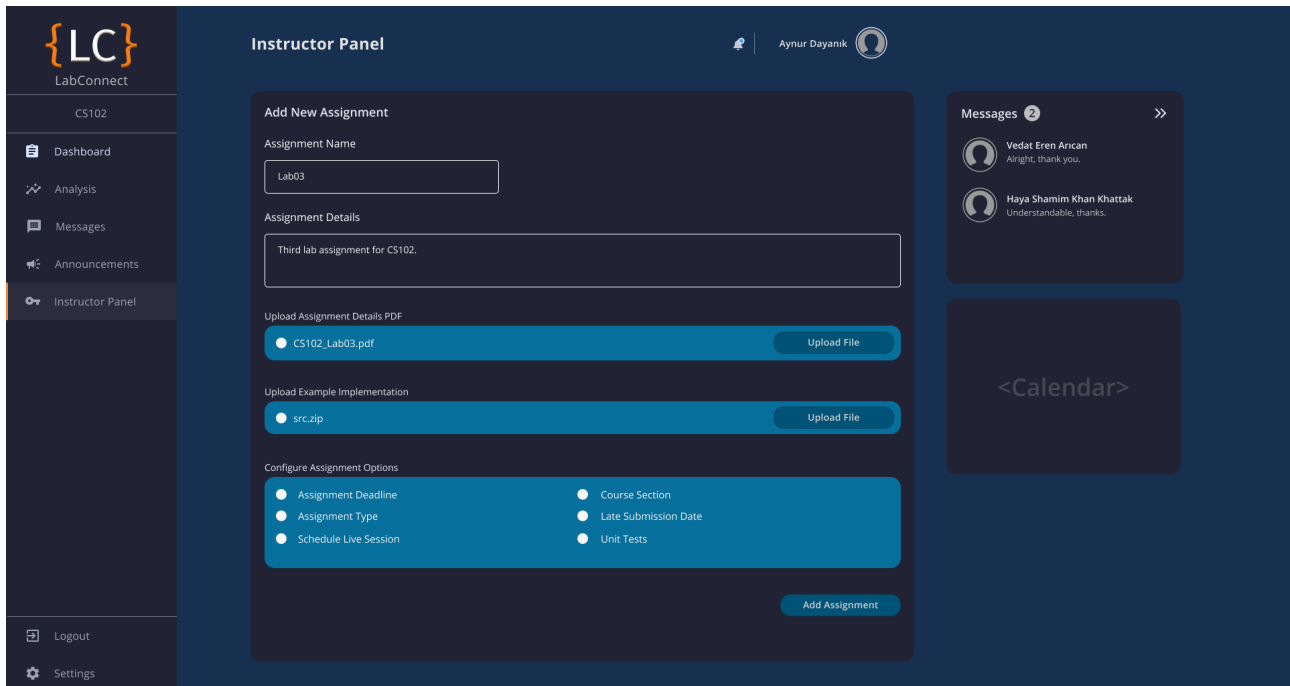 {LC}
LabConnect
CS102
Dashboard
Analysis
Messages
Announcements
Instructor Panel
Logout
Settings
Instructor Panel
Aynur Dayanık
Add New Assignment
Assignment Name
Lab03
Assignment Details
Third lab assignment for CS102.
Upload Assignment Details PDF
CS102_Lab03.pdf
Upload File
Upload Example Implementation
src.zip
Upload File
Configure Assignment Options
Assignment Deadline
Course Section
Assignment Type
Late Submission Date
Schedule Live Session
Unit Tests
Add Assignment
Messages 2
Vedat Eren Arıcan
Alright, thank you.
Haya Shamim Khan Khattak
Understandable, thanks.
<Calendar>